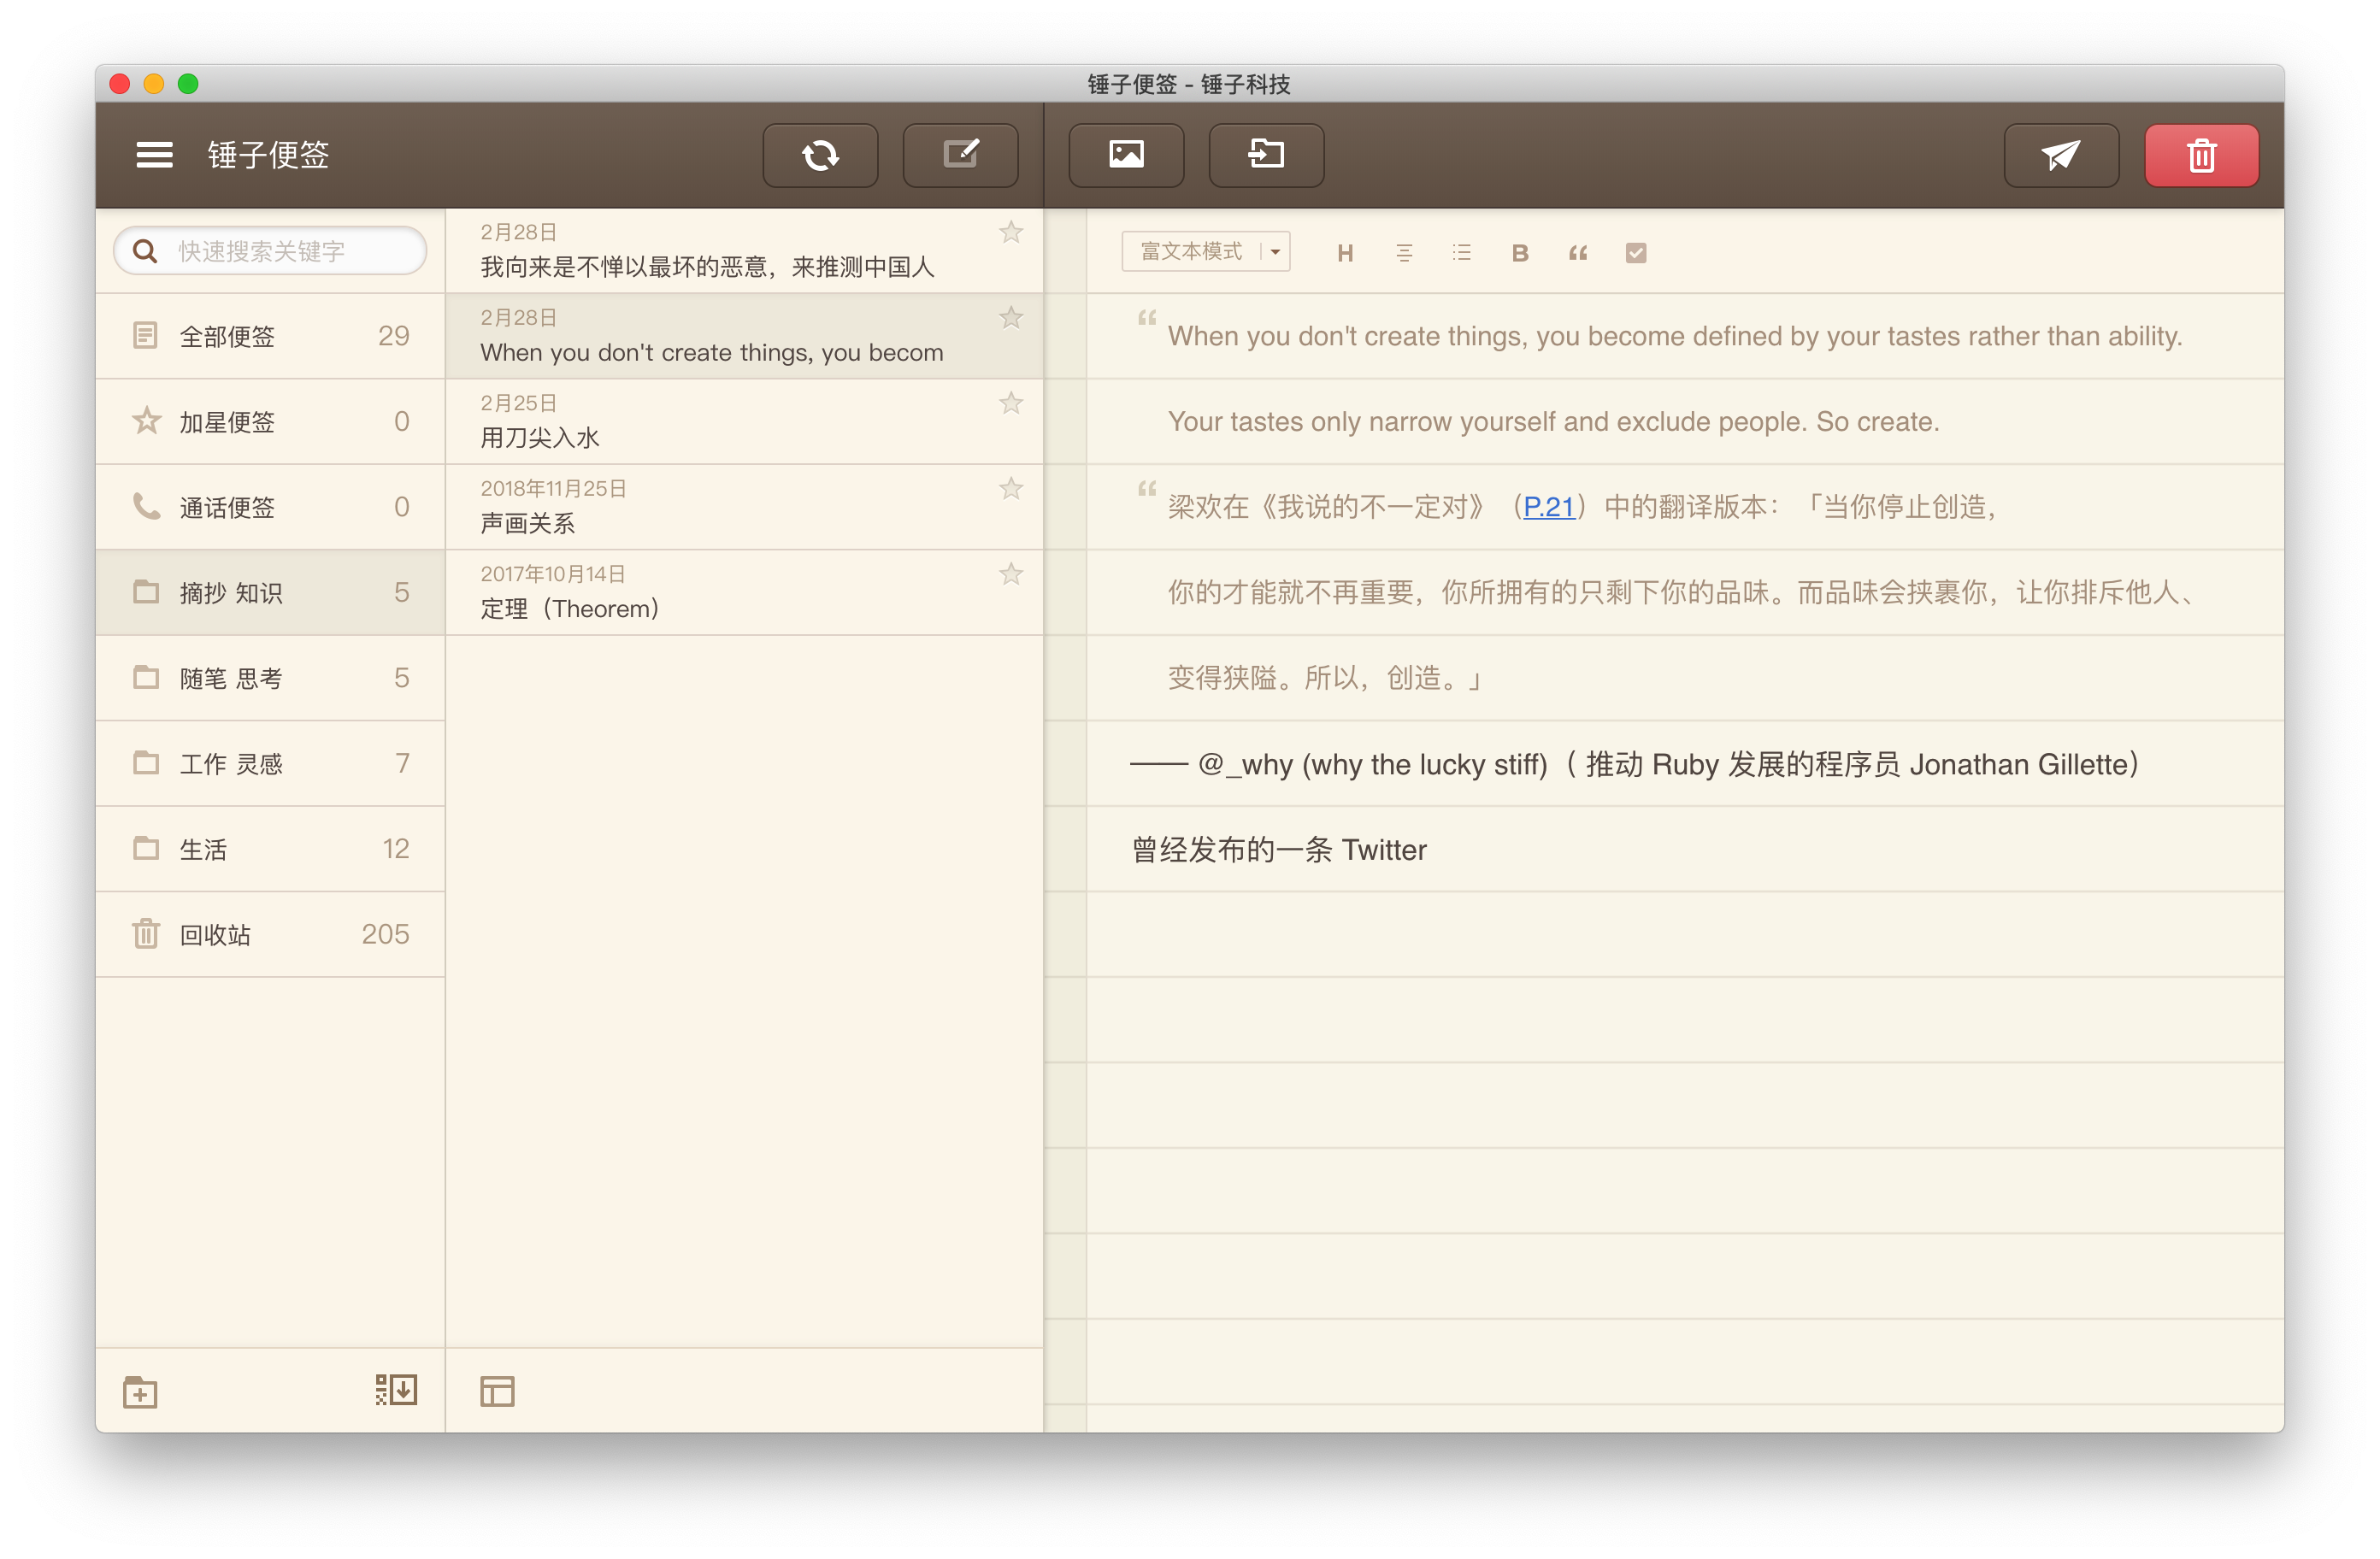 锤子便签 - 锤子科技
锤子便签
快速搜索关键字
全部便签 29
加星便签 0
通话便签 0
摘抄 知识 5
随笔 思考 5
工作 灵感 7
生活 12
回收站 205
2月28日
我向来是不惮以最坏的恶意，来推测中国人
2月28日
When you don't create things, you becom
2月25日
用刀尖入水
2018年11月25日
声画关系
2017年10月14日
定理（Theorem）
富文本模式 H B
When you don't create things, you become defined by your tastes rather than ability.
Your tastes only narrow yourself and exclude people. So create.
梁欢在《我说的不一定对》（P.21）中的翻译版本：「当你停止创造，
你的才能就不再重要，你所拥有的只剩下你的品味。而品味会挟裹你，让你排斥他人、
变得狭隘。所以，创造。」
—— @_why (why the lucky stiff)（ 推动 Ruby 发展的程序员 Jonathan Gillette）
曾经发布的一条 Twitter